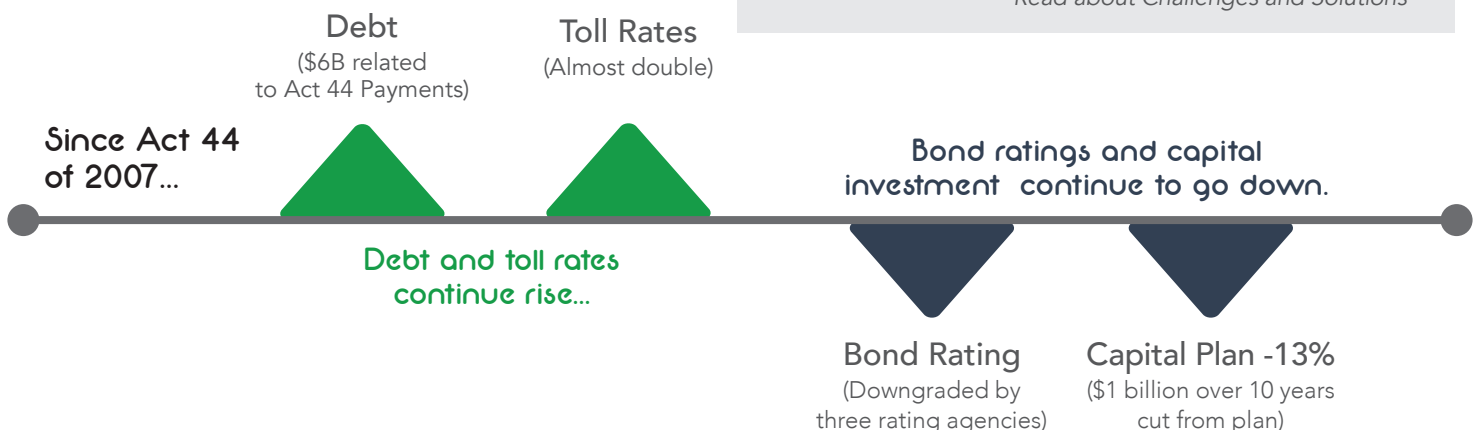 Read about Challenges and Solutions
Debt
($6B related
to Act 44 Payments)
Toll Rates
(Almost double)
Since Act 44
of 2007...
Bond ratings and capital
investment continue to go down.
Debt and toll rates
continue rise...
Bond Rating
(Downgraded by
three rating agencies)
Capital Plan -13%
($1 billion over 10 years
cut from plan)